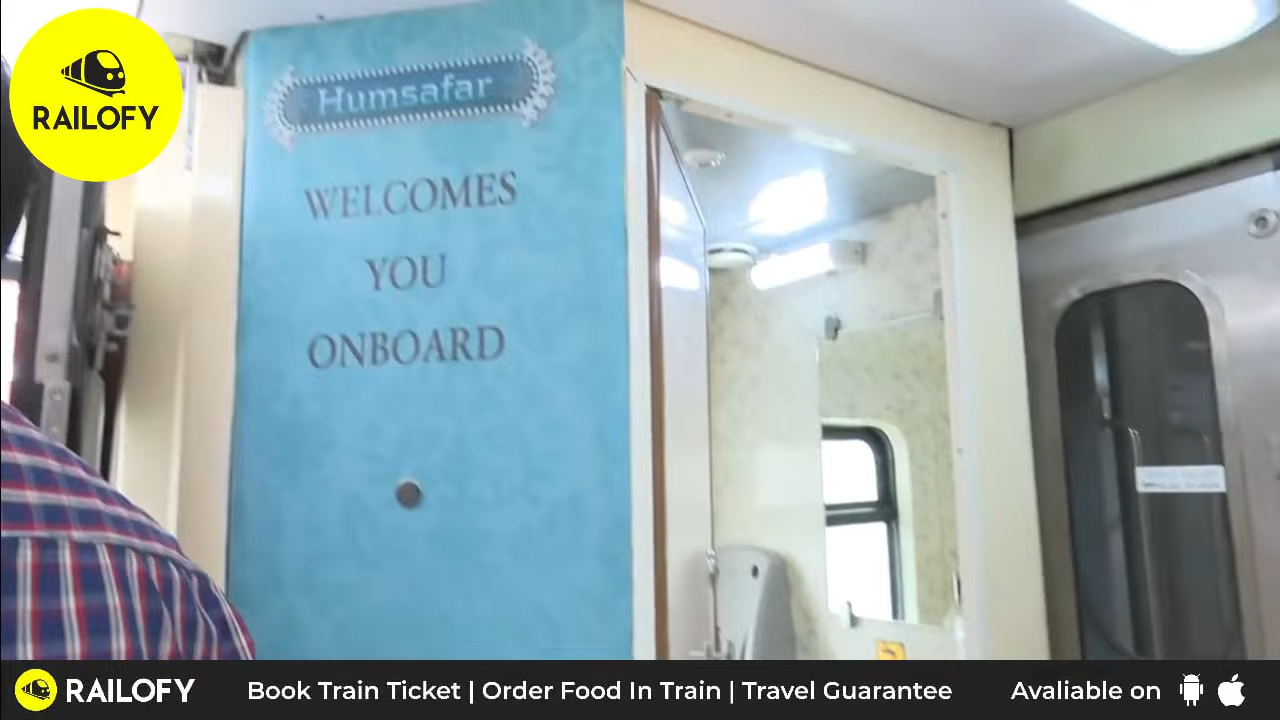 RAILOFY
Humsafar
WELCOMES
YOU
ONBOARD
RAILOFY
Book Train Ticket | Order Food In Train | Travel Guarantee
Avaliable on